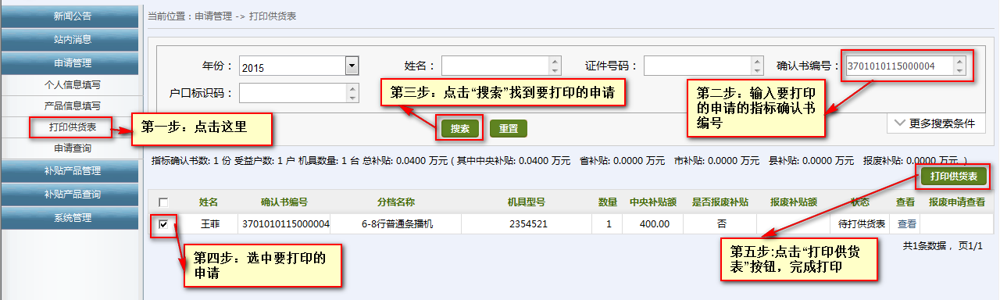 新闻公告
站内消息
申请管理
个人信息填写
产品信息填写
打印供货表
申请查询
补贴产品管理
补贴产品查询
系统管理
当前位置：申请管理 -> 打印供货表
年份： 2015 姓名： 证件号码： 确认书编号： 3701010115000004
户口标识码：
第一步：点击这里
第三步：点击“搜索”找到要打印的申请
第二步：输入要打印
的申请的指标确认书
编号
搜索 重置
更多搜索条件
指标确认书数: 1 份 受益户数: 1 户 机具数量: 1 台 总补贴: 0.0400 万元 ( 其中中央补贴: 0.0400 万元 省补贴: 0.0000 万元 市补贴: 0.0000 万元 县补贴: 0.0000 万元 报废补贴: 0.0000 万元 )
打印供货表
姓名 确认书编号 分档名称 机具型号 数量 中央补贴额 是否报废补贴 报废补贴额 状态 查看 报废申请查看
王菲 3701010115000004 6-8行普通条播机 2354521 1 400.00 否 待打供货表 查看
共1条数据，页1/1
第四步：选中要打印的
申请
第五步:点击“打印供货
表”按钮，完成打印